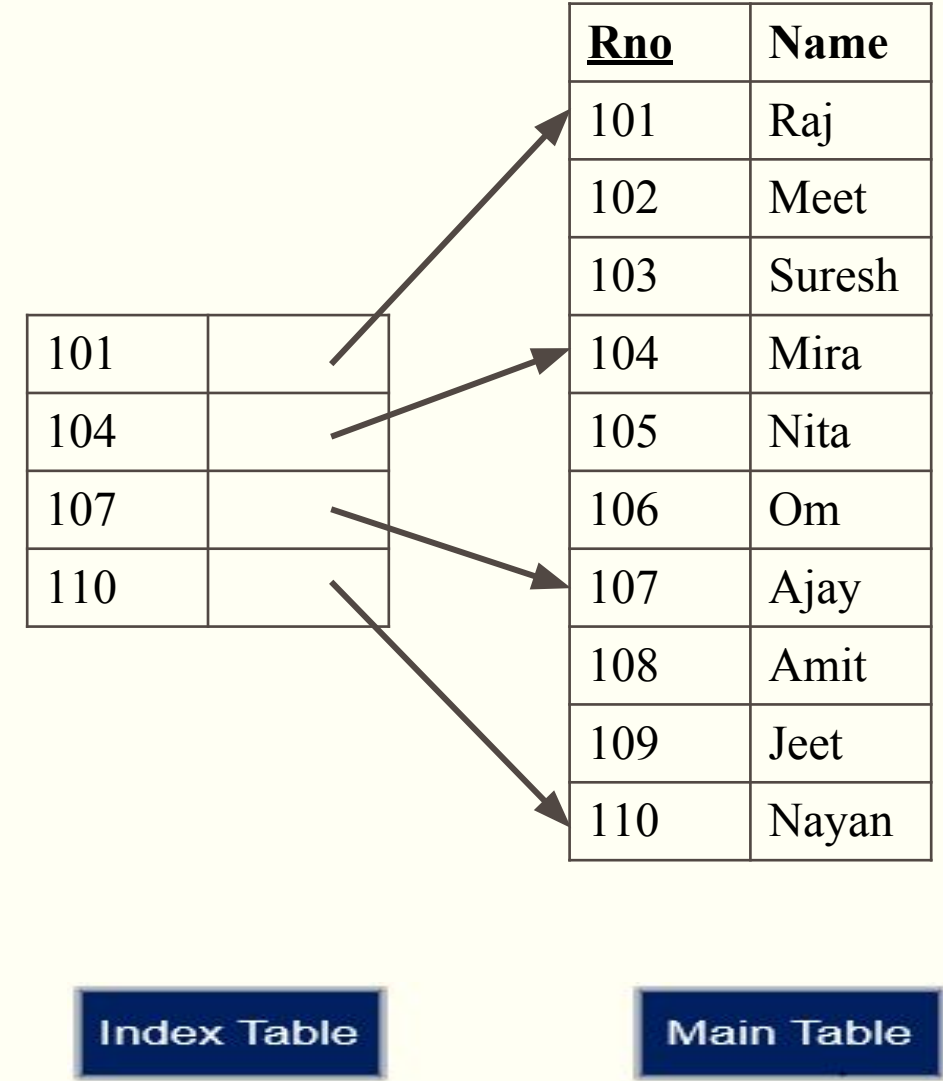 Rno Name
101 Raj
102 Meet
103 Suresh
104 Mira
105 Nita
106 Om
107 Ajay
108 Amit
109 Jeet
110 Nayan
101
104
107
110
Index Table
Main Table